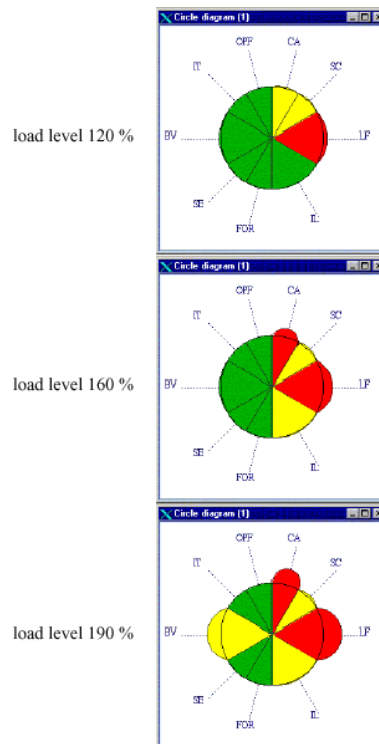 Circle diagram (1)
OFF CA
IT SC
load level 120 % BV LF
SE IL
FOR
Circle diagram (1)
OFF CA
IT SC
load level 160 % BV LF
SE IL
FOR
Circle diagram (1)
OFF CA
IT SC
load level 190 % BV LF
SE IL
FOR